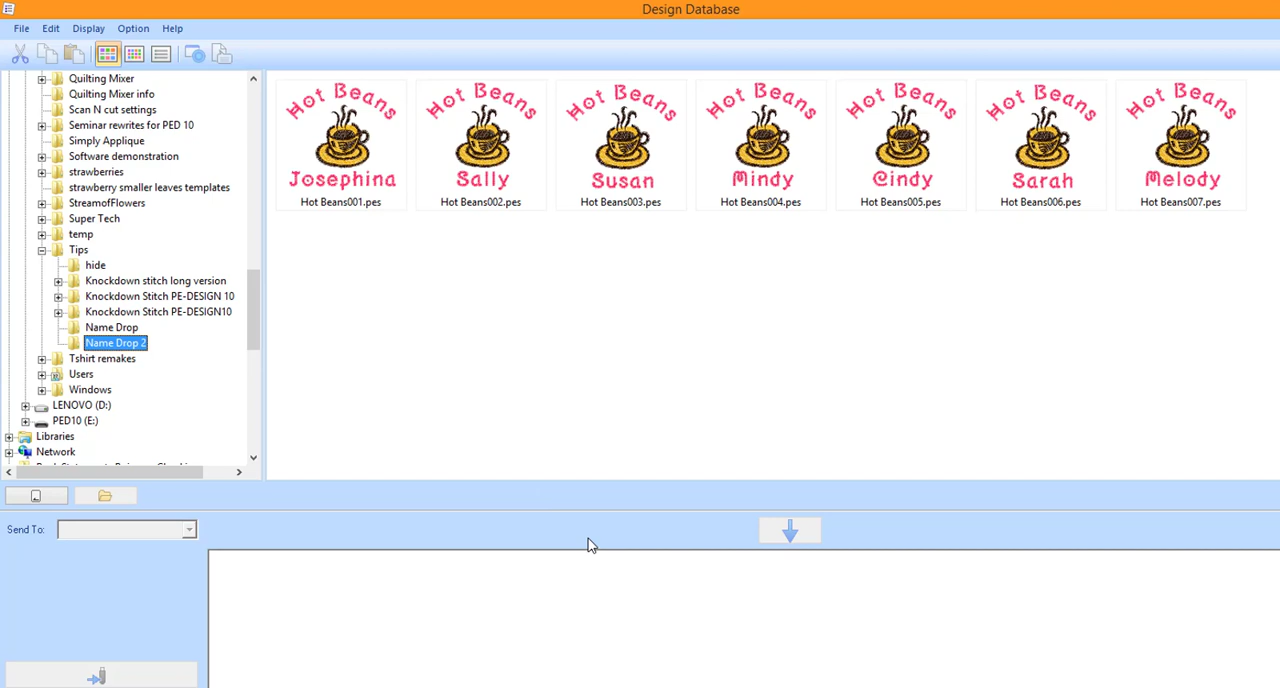 Design Database
File Edit Display Option Help
Quilting Mixer
Quilting Mixer info
Scan N cut settings
Seminar rewrites for PED 10
Simply Applique
Software demonstration
strawberries
strawberry smaller leaves templates
StreamofFlowers
Super Tech
temp
Tips
hide
Knockdown stitch long version
Knockdown Stitch PE-DESIGN 10
Knockdown Stitch PE-DESIGN10
Name Drop
Name Drop 2
Tshirt remakes
Users
Windows
LENOVO (D:)
PED10 (E:)
Libraries
Network
Hot Beans Hot Beans Hot Beans Hot Beans Hot Beans Hot Beans Hot Beans
Josephina Sally Susan Mindy Cindy Sarah Melody
Hot Beans001.pes Hot Beans002.pes Hot Beans003.pes Hot Beans004.pes Hot Beans005.pes Hot Beans006.pes Hot Beans007.pes
Send To: